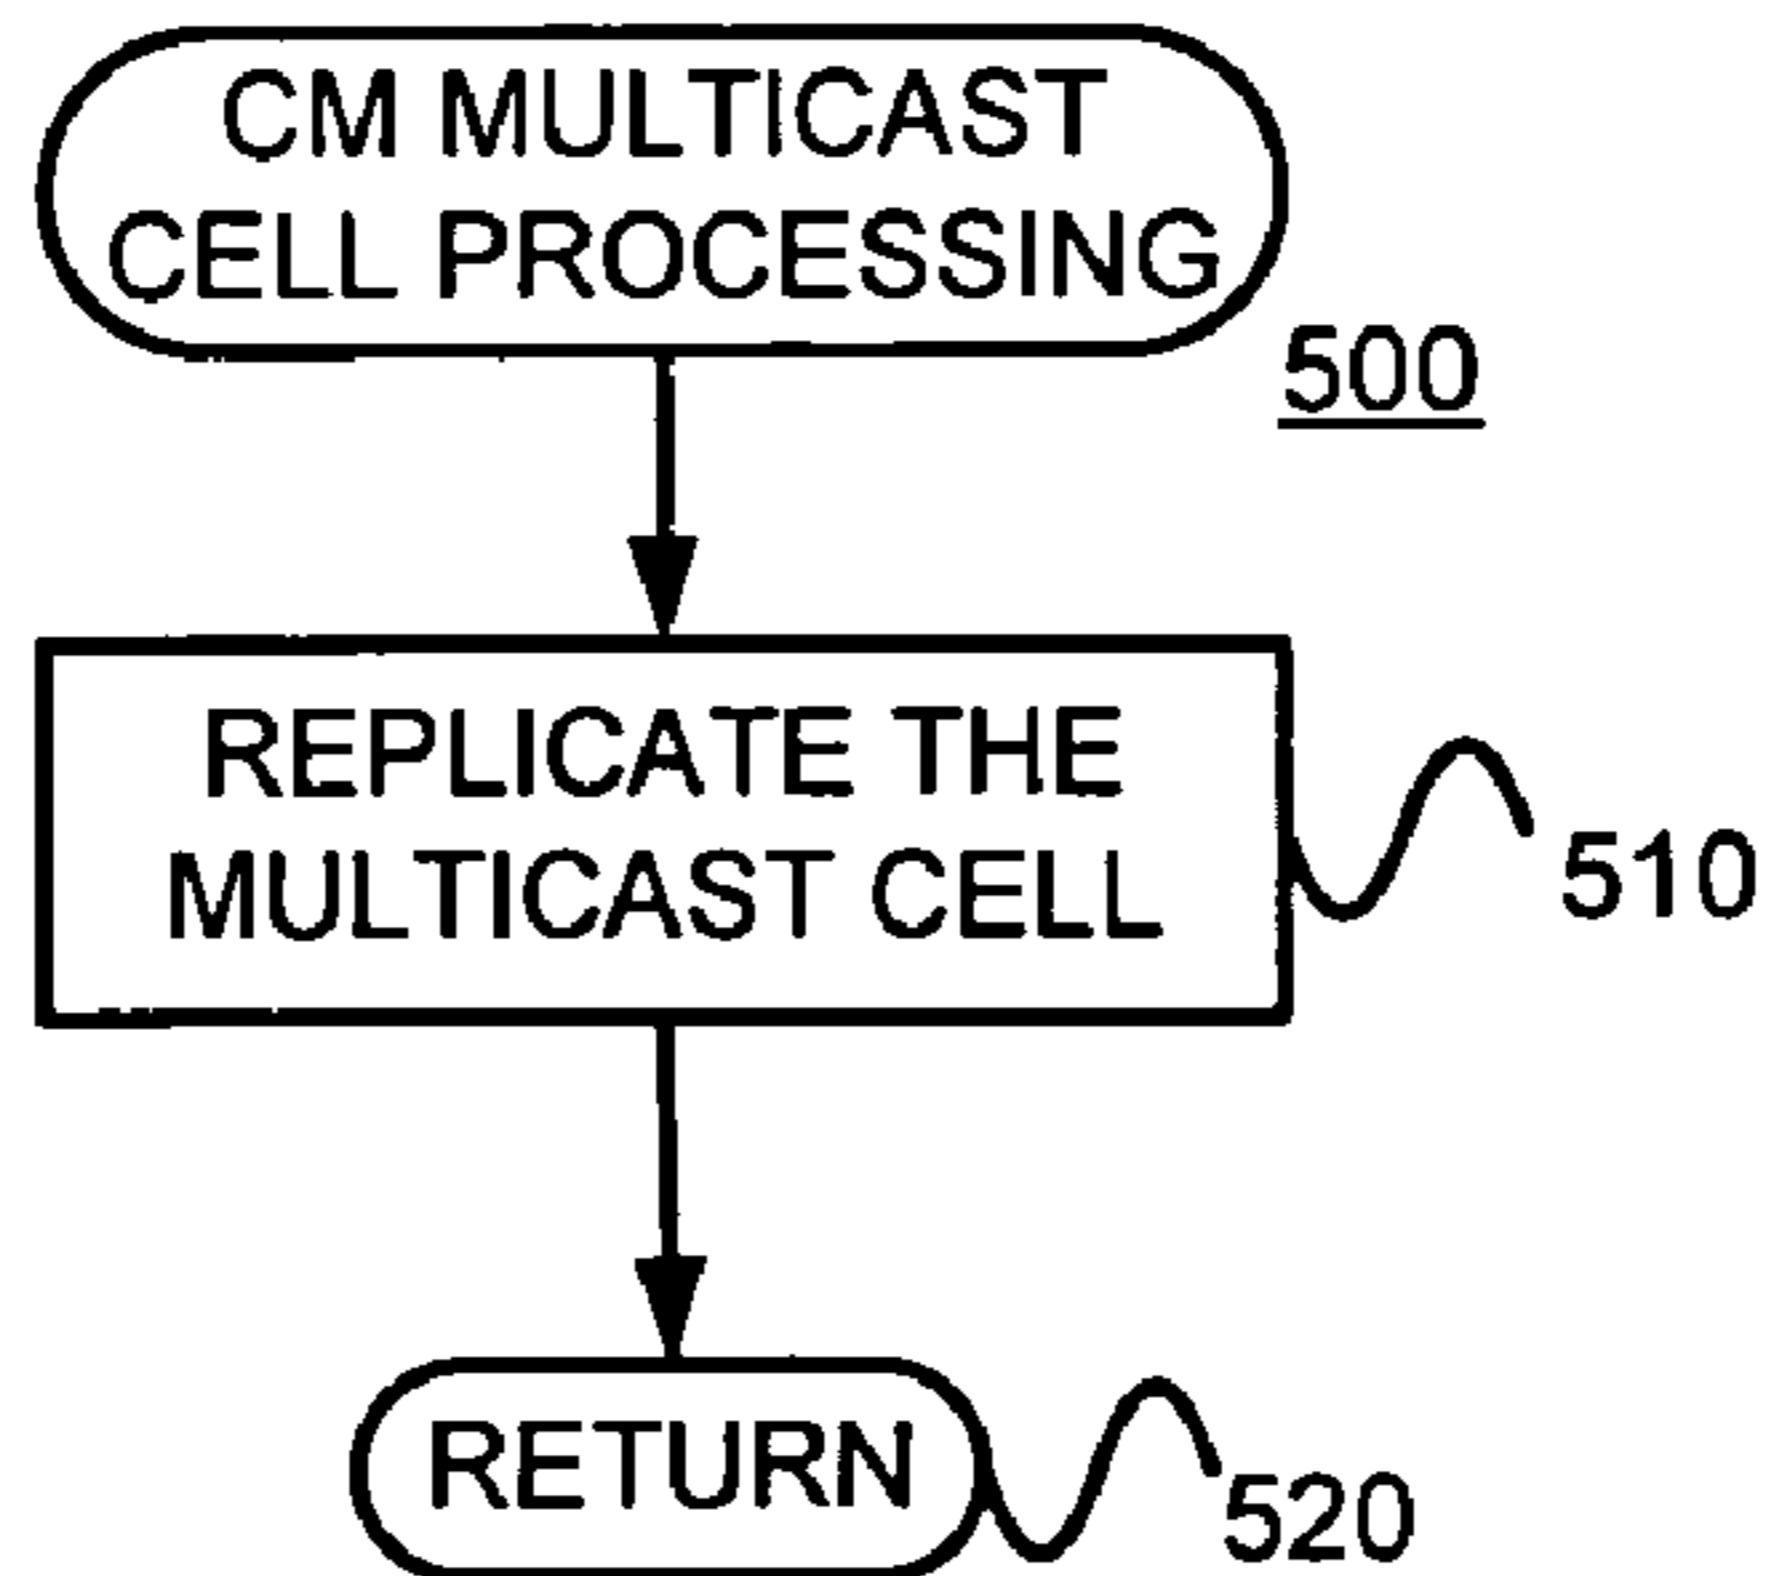 CM MULTICAST
CELL PROCESSING
500
REPLICATE THE
MULTICAST CELL
510
RETURN
520